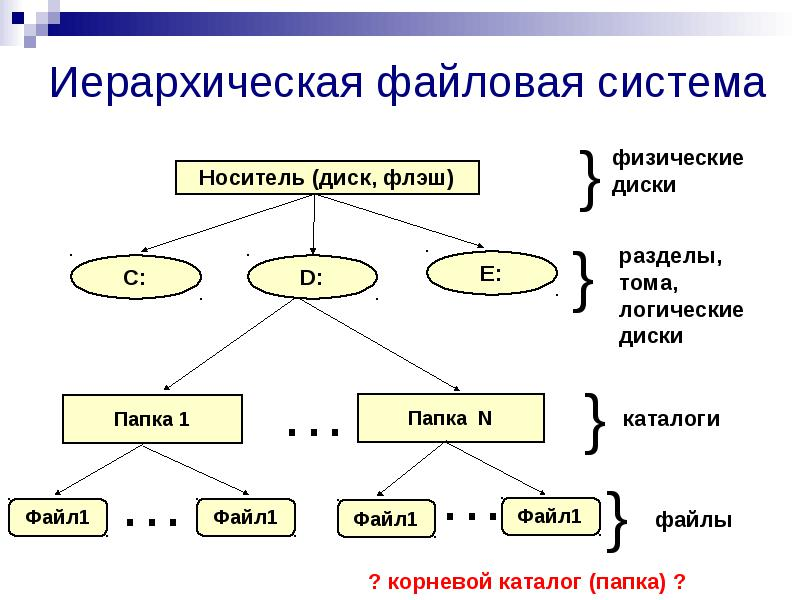 Иерархическая файловая система
Носитель (диск, флэш)
}
физические
диски
C:
D:
E:
}
разделы,
тома,
логические
диски
Папка 1
. . .
Папка N
}
каталоги
Файл1
. . .
Файл1
Файл1
. . .
Файл1
}
файлы
? корневой каталог (папка) ?